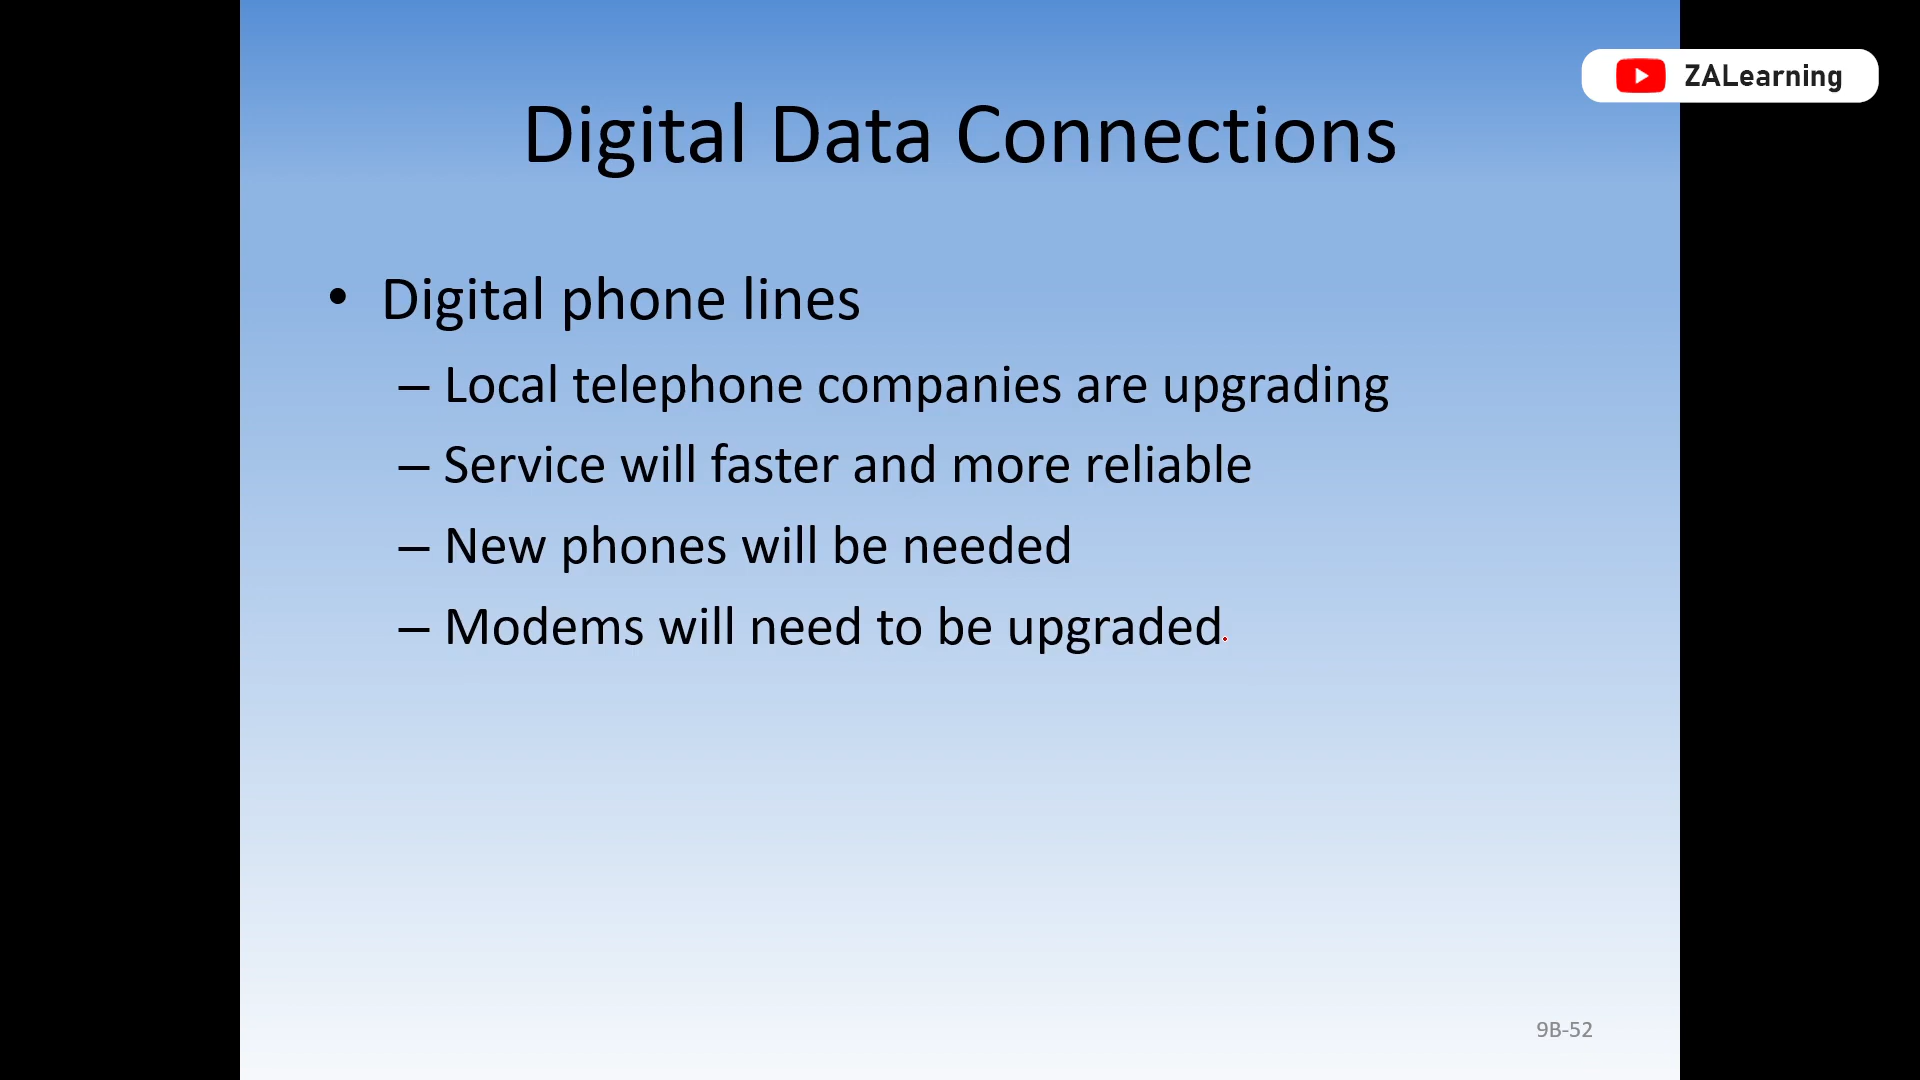 ZALearning
Digital Data Connections
• Digital phone lines
– Local telephone companies are upgrading
– Service will faster and more reliable
– New phones will be needed
– Modems will need to be upgraded
9B-52